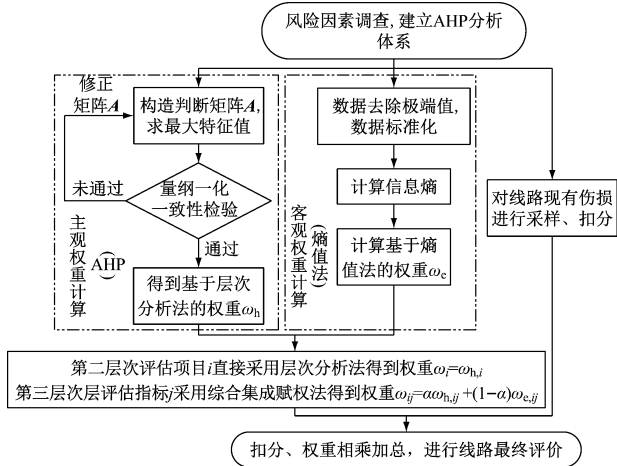 风险因素调查, 建立AHP分析
体系
修正
矩阵A
构造判断矩阵A,
求最大特征值
未通过
量纲一化
一致性检验
通过
主观权重计算
(AHP)
得到基于层次
分析法的权重ωh
数据去除极端值,
数据标准化
计算信息熵
计算基于熵
值法的权重ωe
客观权重计算
(熵值法)
对线路现有伤损
进行采样、扣分
第二层次评估项目i直接采用层次分析法得到权重ωi=ωh,i
第三层次层评估指标j采用综合集成赋权法得到权重ωij=αωh,ij+(1−α)ωe,ij
扣分、权重相乘加总，进行线路最终评价